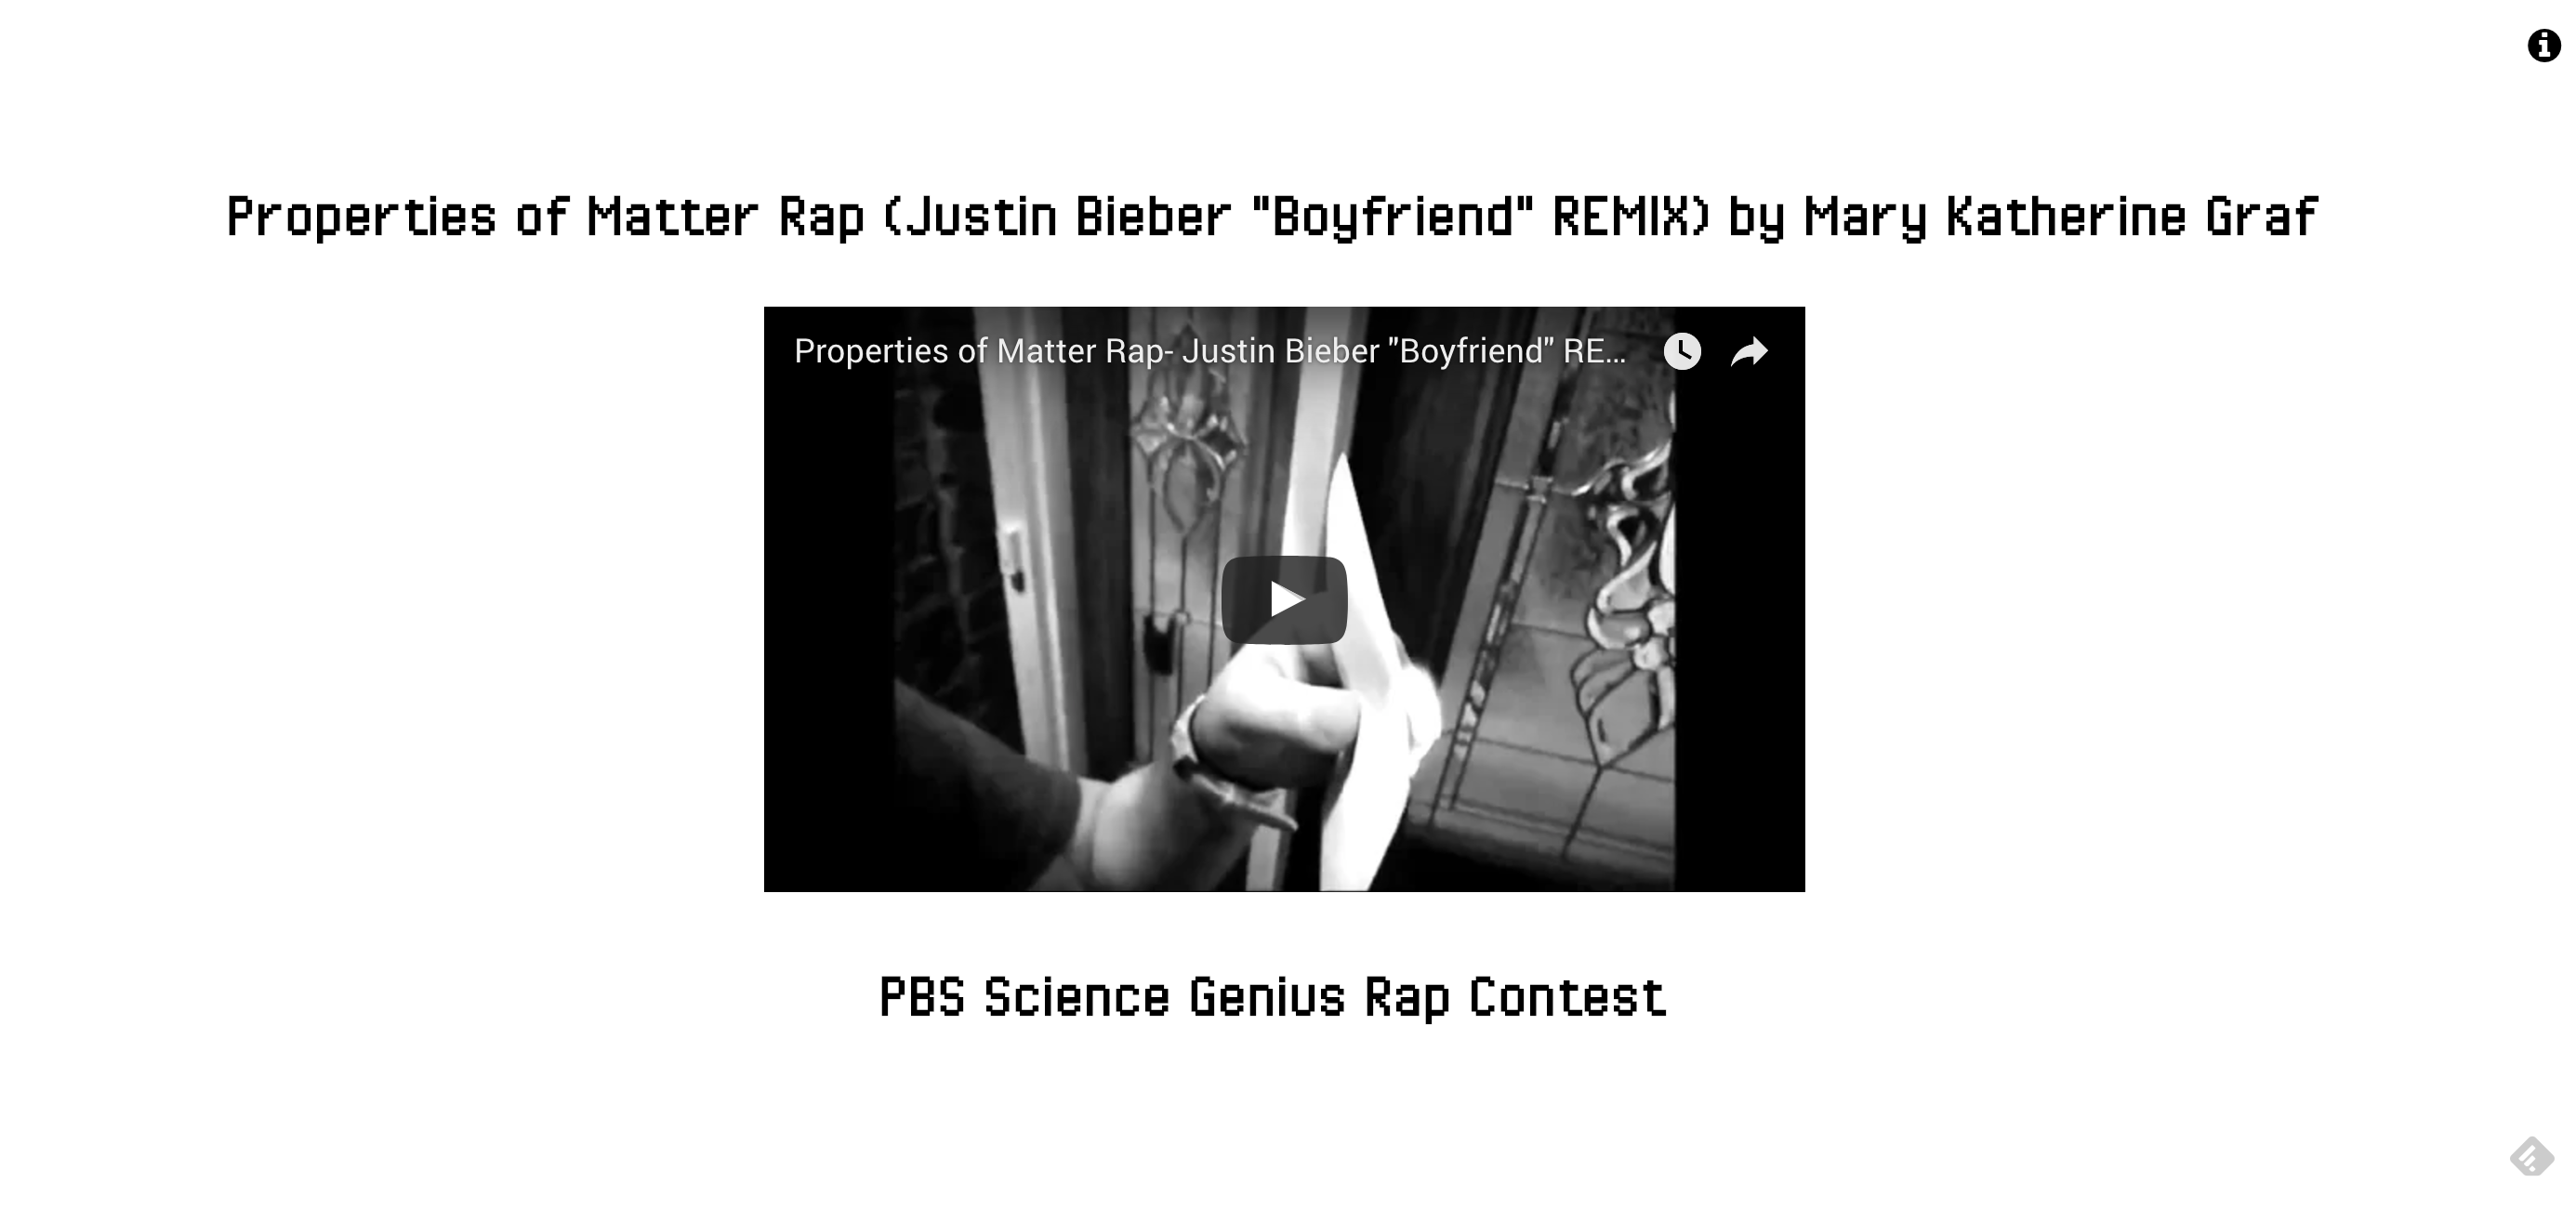 Properties of Matter Rap (Justin Bieber "Boyfriend" REMIX) by Mary Katherine Graf
Properties of Matter Rap- Justin Bieber "Boyfriend" RE...
PBS Science Genius Rap Contest